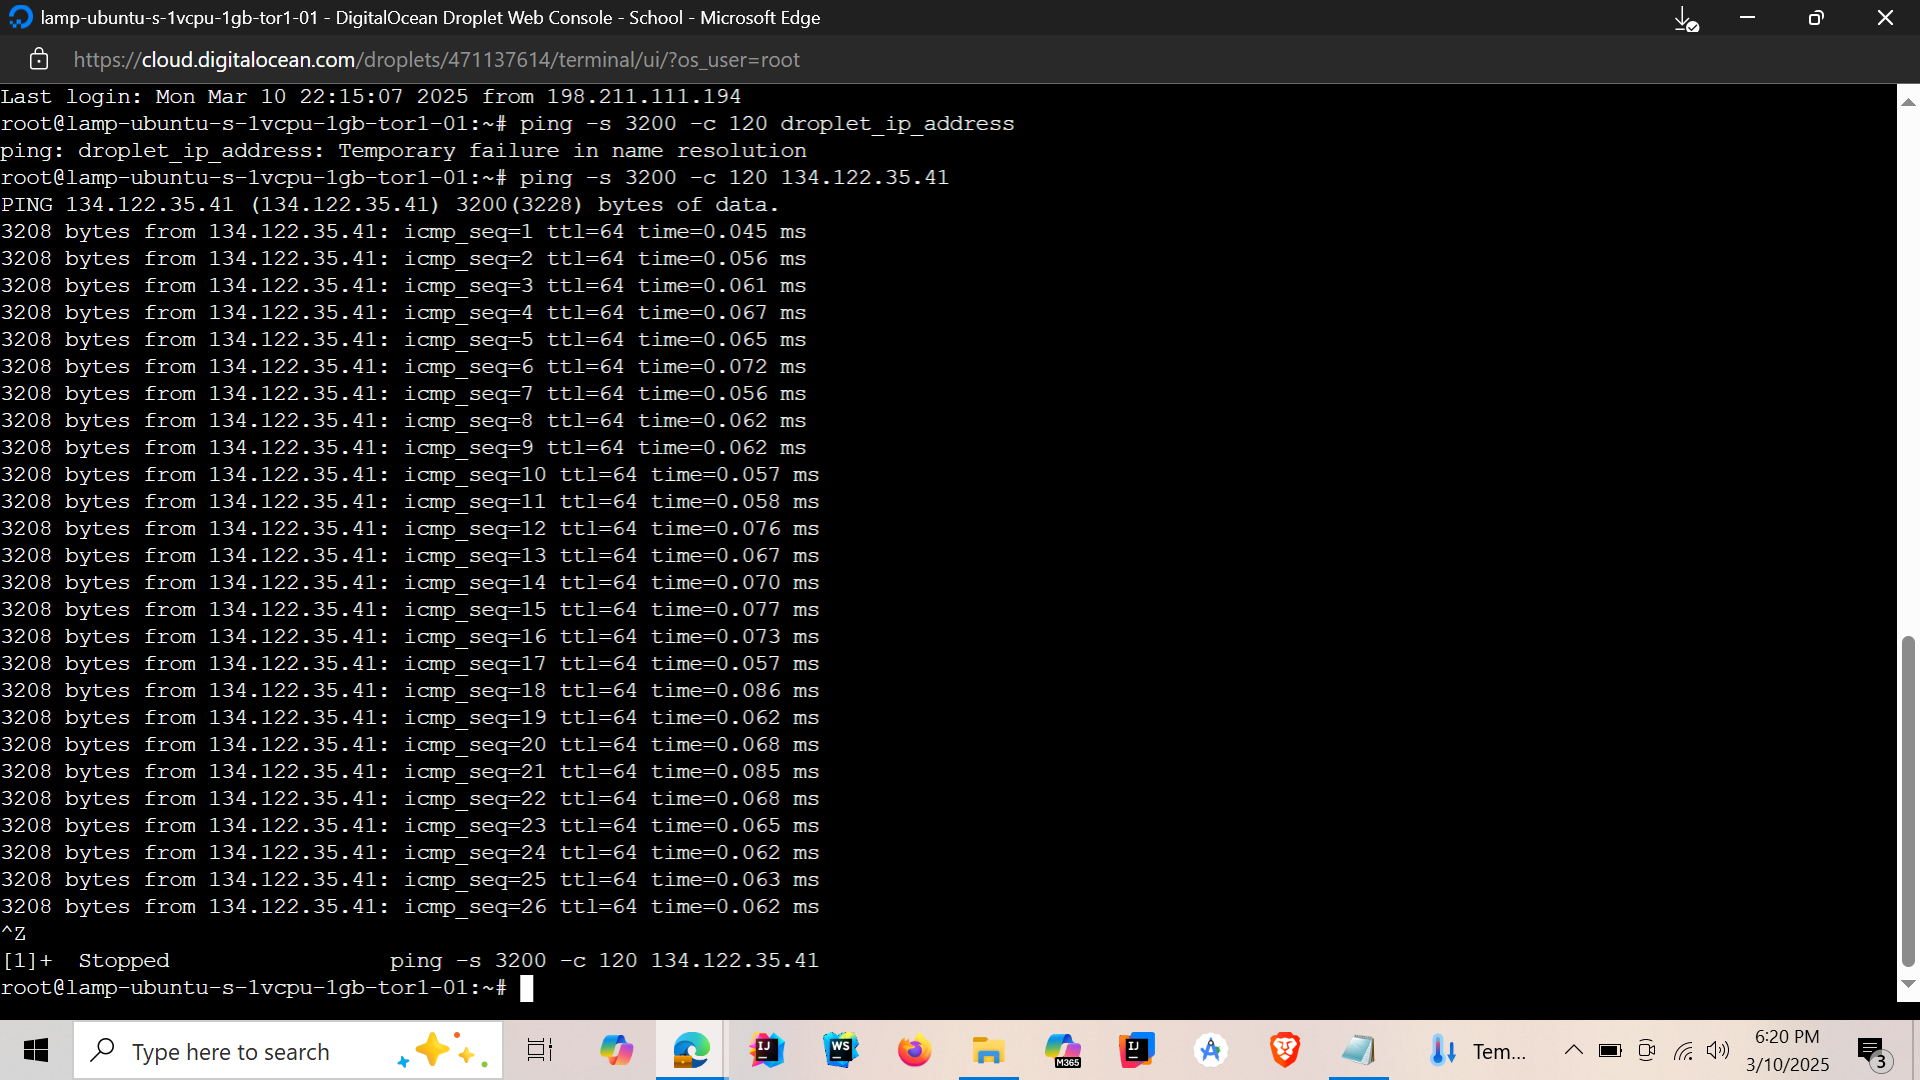 lamp-ubuntu-s-1vcpu-1gb-tor1-01 - DigitalOcean Droplet Web Console - School - Microsoft Edge
https://cloud.digitalocean.com/droplets/471137614/terminal/ui/?os_user=root
Last login: Mon Mar 10 22:15:07 2025 from 198.211.111.194
root@lamp-ubuntu-s-1vcpu-1gb-tor1-01:~# ping -s 3200 -c 120 droplet_ip_address
ping: droplet_ip_address: Temporary failure in name resolution
root@lamp-ubuntu-s-1vcpu-1gb-tor1-01:~# ping -s 3200 -c 120 134.122.35.41
PING 134.122.35.41 (134.122.35.41) 3200(3228) bytes of data.
3208 bytes from 134.122.35.41: icmp_seq=1 ttl=64 time=0.045 ms
3208 bytes from 134.122.35.41: icmp_seq=2 ttl=64 time=0.056 ms
3208 bytes from 134.122.35.41: icmp_seq=3 ttl=64 time=0.061 ms
3208 bytes from 134.122.35.41: icmp_seq=4 ttl=64 time=0.067 ms
3208 bytes from 134.122.35.41: icmp_seq=5 ttl=64 time=0.065 ms
3208 bytes from 134.122.35.41: icmp_seq=6 ttl=64 time=0.072 ms
3208 bytes from 134.122.35.41: icmp_seq=7 ttl=64 time=0.056 ms
3208 bytes from 134.122.35.41: icmp_seq=8 ttl=64 time=0.062 ms
3208 bytes from 134.122.35.41: icmp_seq=9 ttl=64 time=0.062 ms
3208 bytes from 134.122.35.41: icmp_seq=10 ttl=64 time=0.057 ms
3208 bytes from 134.122.35.41: icmp_seq=11 ttl=64 time=0.058 ms
3208 bytes from 134.122.35.41: icmp_seq=12 ttl=64 time=0.076 ms
3208 bytes from 134.122.35.41: icmp_seq=13 ttl=64 time=0.067 ms
3208 bytes from 134.122.35.41: icmp_seq=14 ttl=64 time=0.070 ms
3208 bytes from 134.122.35.41: icmp_seq=15 ttl=64 time=0.077 ms
3208 bytes from 134.122.35.41: icmp_seq=16 ttl=64 time=0.073 ms
3208 bytes from 134.122.35.41: icmp_seq=17 ttl=64 time=0.057 ms
3208 bytes from 134.122.35.41: icmp_seq=18 ttl=64 time=0.086 ms
3208 bytes from 134.122.35.41: icmp_seq=19 ttl=64 time=0.062 ms
3208 bytes from 134.122.35.41: icmp_seq=20 ttl=64 time=0.068 ms
3208 bytes from 134.122.35.41: icmp_seq=21 ttl=64 time=0.085 ms
3208 bytes from 134.122.35.41: icmp_seq=22 ttl=64 time=0.068 ms
3208 bytes from 134.122.35.41: icmp_seq=23 ttl=64 time=0.065 ms
3208 bytes from 134.122.35.41: icmp_seq=24 ttl=64 time=0.062 ms
3208 bytes from 134.122.35.41: icmp_seq=25 ttl=64 time=0.063 ms
3208 bytes from 134.122.35.41: icmp_seq=26 ttl=64 time=0.062 ms
^Z
[1]+  Stopped                 ping -s 3200 -c 120 134.122.35.41
root@lamp-ubuntu-s-1vcpu-1gb-tor1-01:~#
Type here to search
IJ
WS
M365
IJ
Tem...
6:20 PM
3/10/2025
3